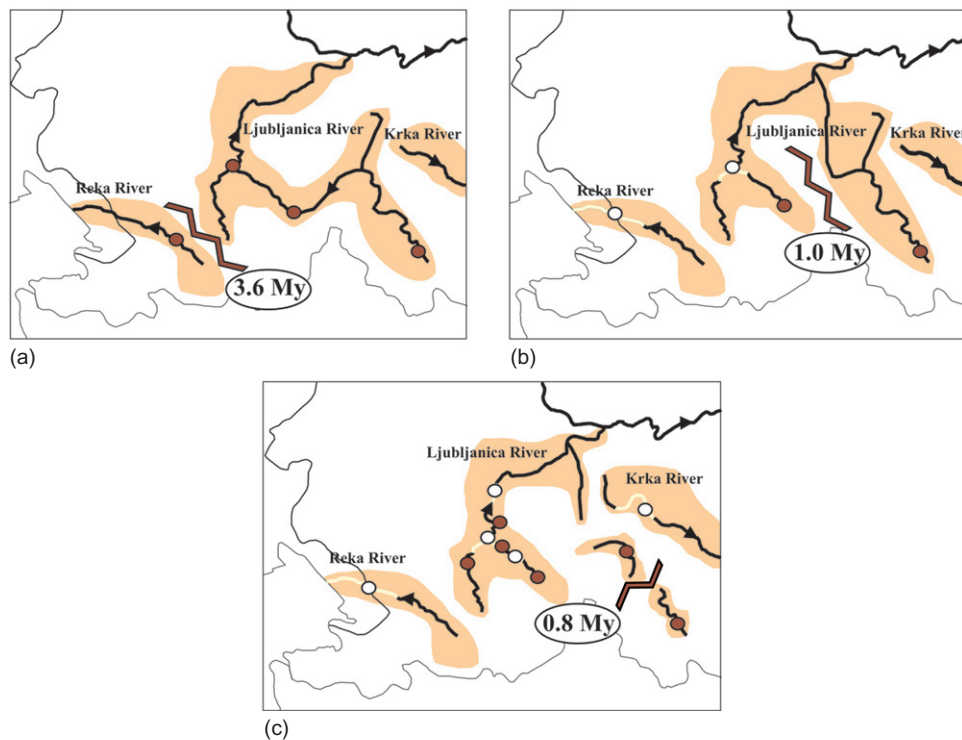 Ljubljanica River
Krka River
Reka River
3.6 My
(a)
Ljubljanica River
Krka River
Reka River
1.0 My
(b)
Ljubljanica River
Krka River
Reka River
0.8 My
(c)